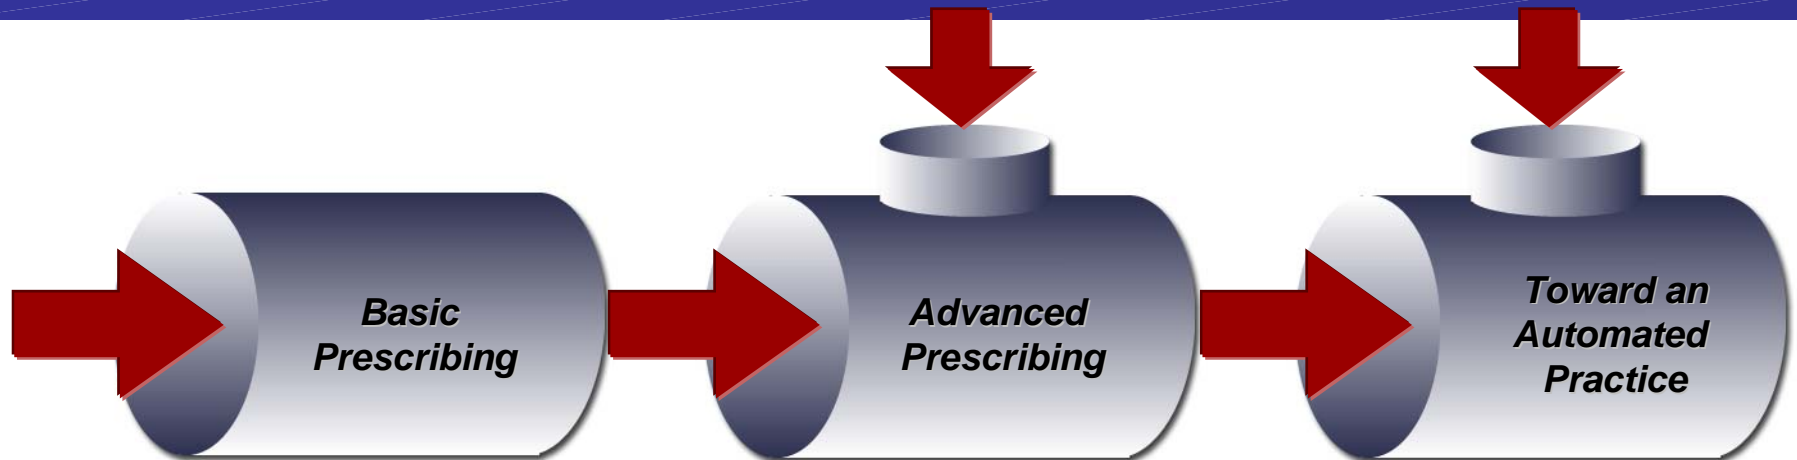 Basic
Prescribing
Advanced
Prescribing
Toward an
Automated
Practice